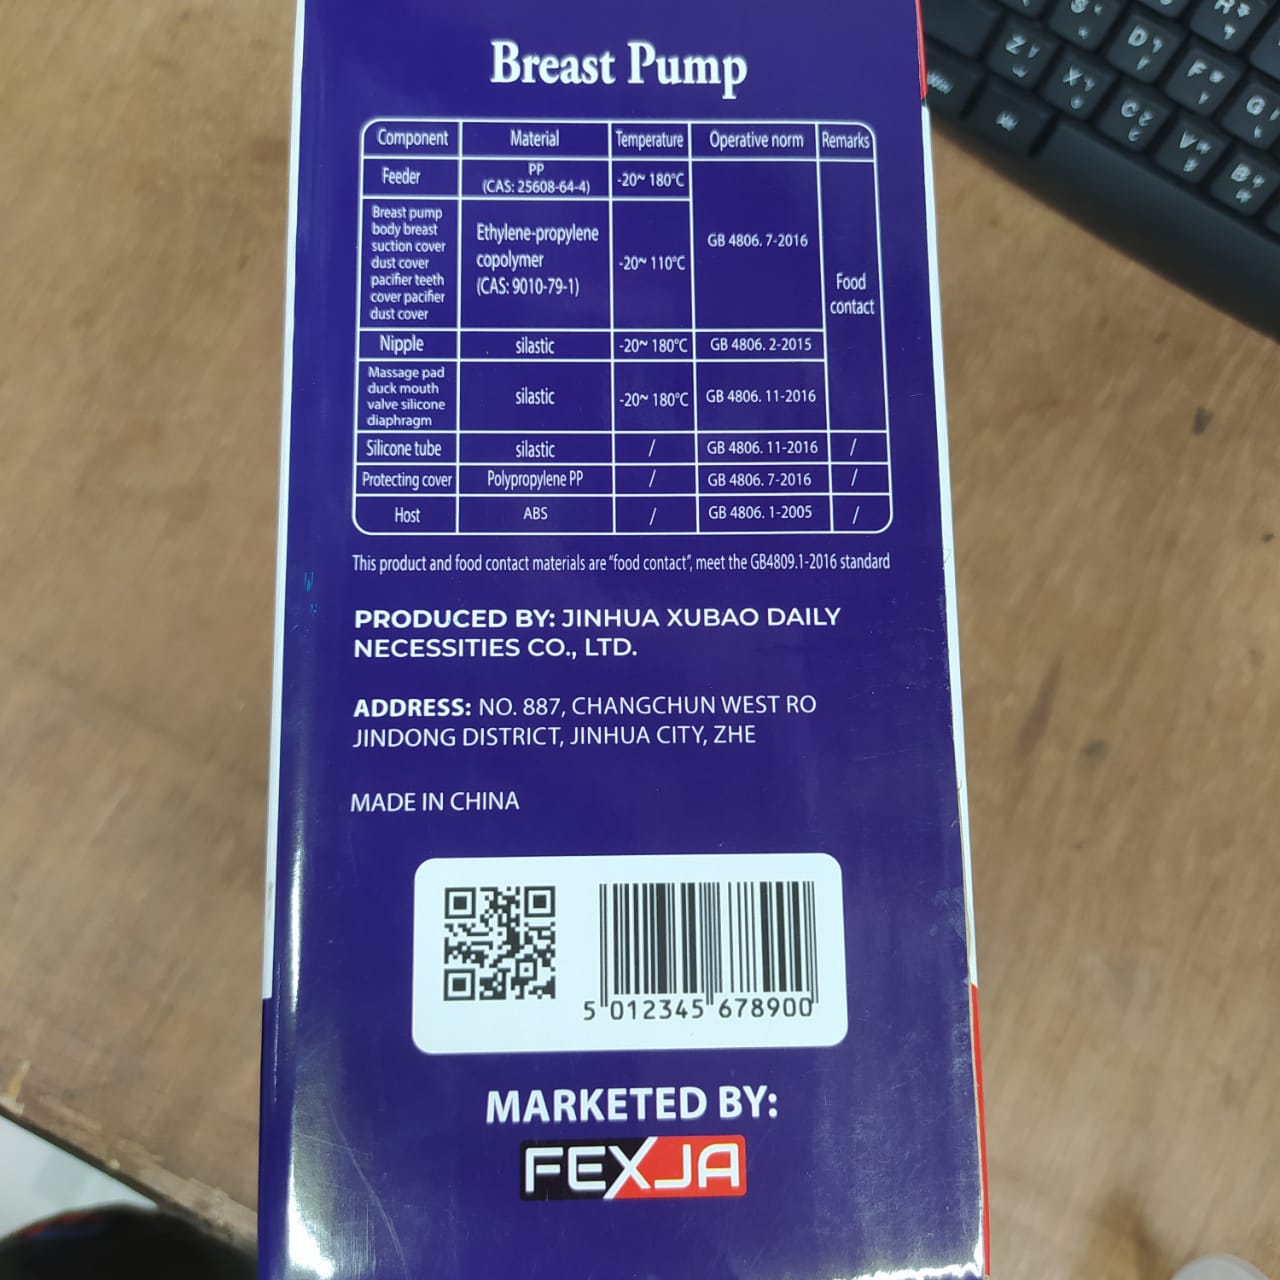 Breast Pump
Component Material Temperature Operative norm Remarks
Feeder PP (CAS: 25608-64-4) -20~ 180°C GB 4806. 7-2016 Food contact
Breast pump
body breast
suction cover
dust cover
pacifier teeth
cover pacifier
dust cover
Ethylene-propylene
copolymer
(CAS: 9010-79-1)
-20~ 110°C
Nipple silastic -20~ 180°C GB 4806. 2-2015
Massage pad
duck mouth
valve silicone
diaphragm
silastic -20~ 180°C GB 4806. 11-2016
Silicone tube silastic / GB 4806. 11-2016 /
Protecting cover Polypropylene PP / GB 4806. 7-2016 /
Host ABS / GB 4806. 1-2005 /
This product and food contact materials are "food contact", meet the GB4809.1-2016 standard
PRODUCED BY: JINHUA XUBAO DAILY
NECESSITIES CO., LTD.
ADDRESS: NO. 887, CHANGCHUN WEST RO
JINDONG DISTRICT, JINHUA CITY, ZHE
MADE IN CHINA
5 012345 678900
MARKETED BY:
FEXJA
S
D
F
G
Z
X
C
V
B